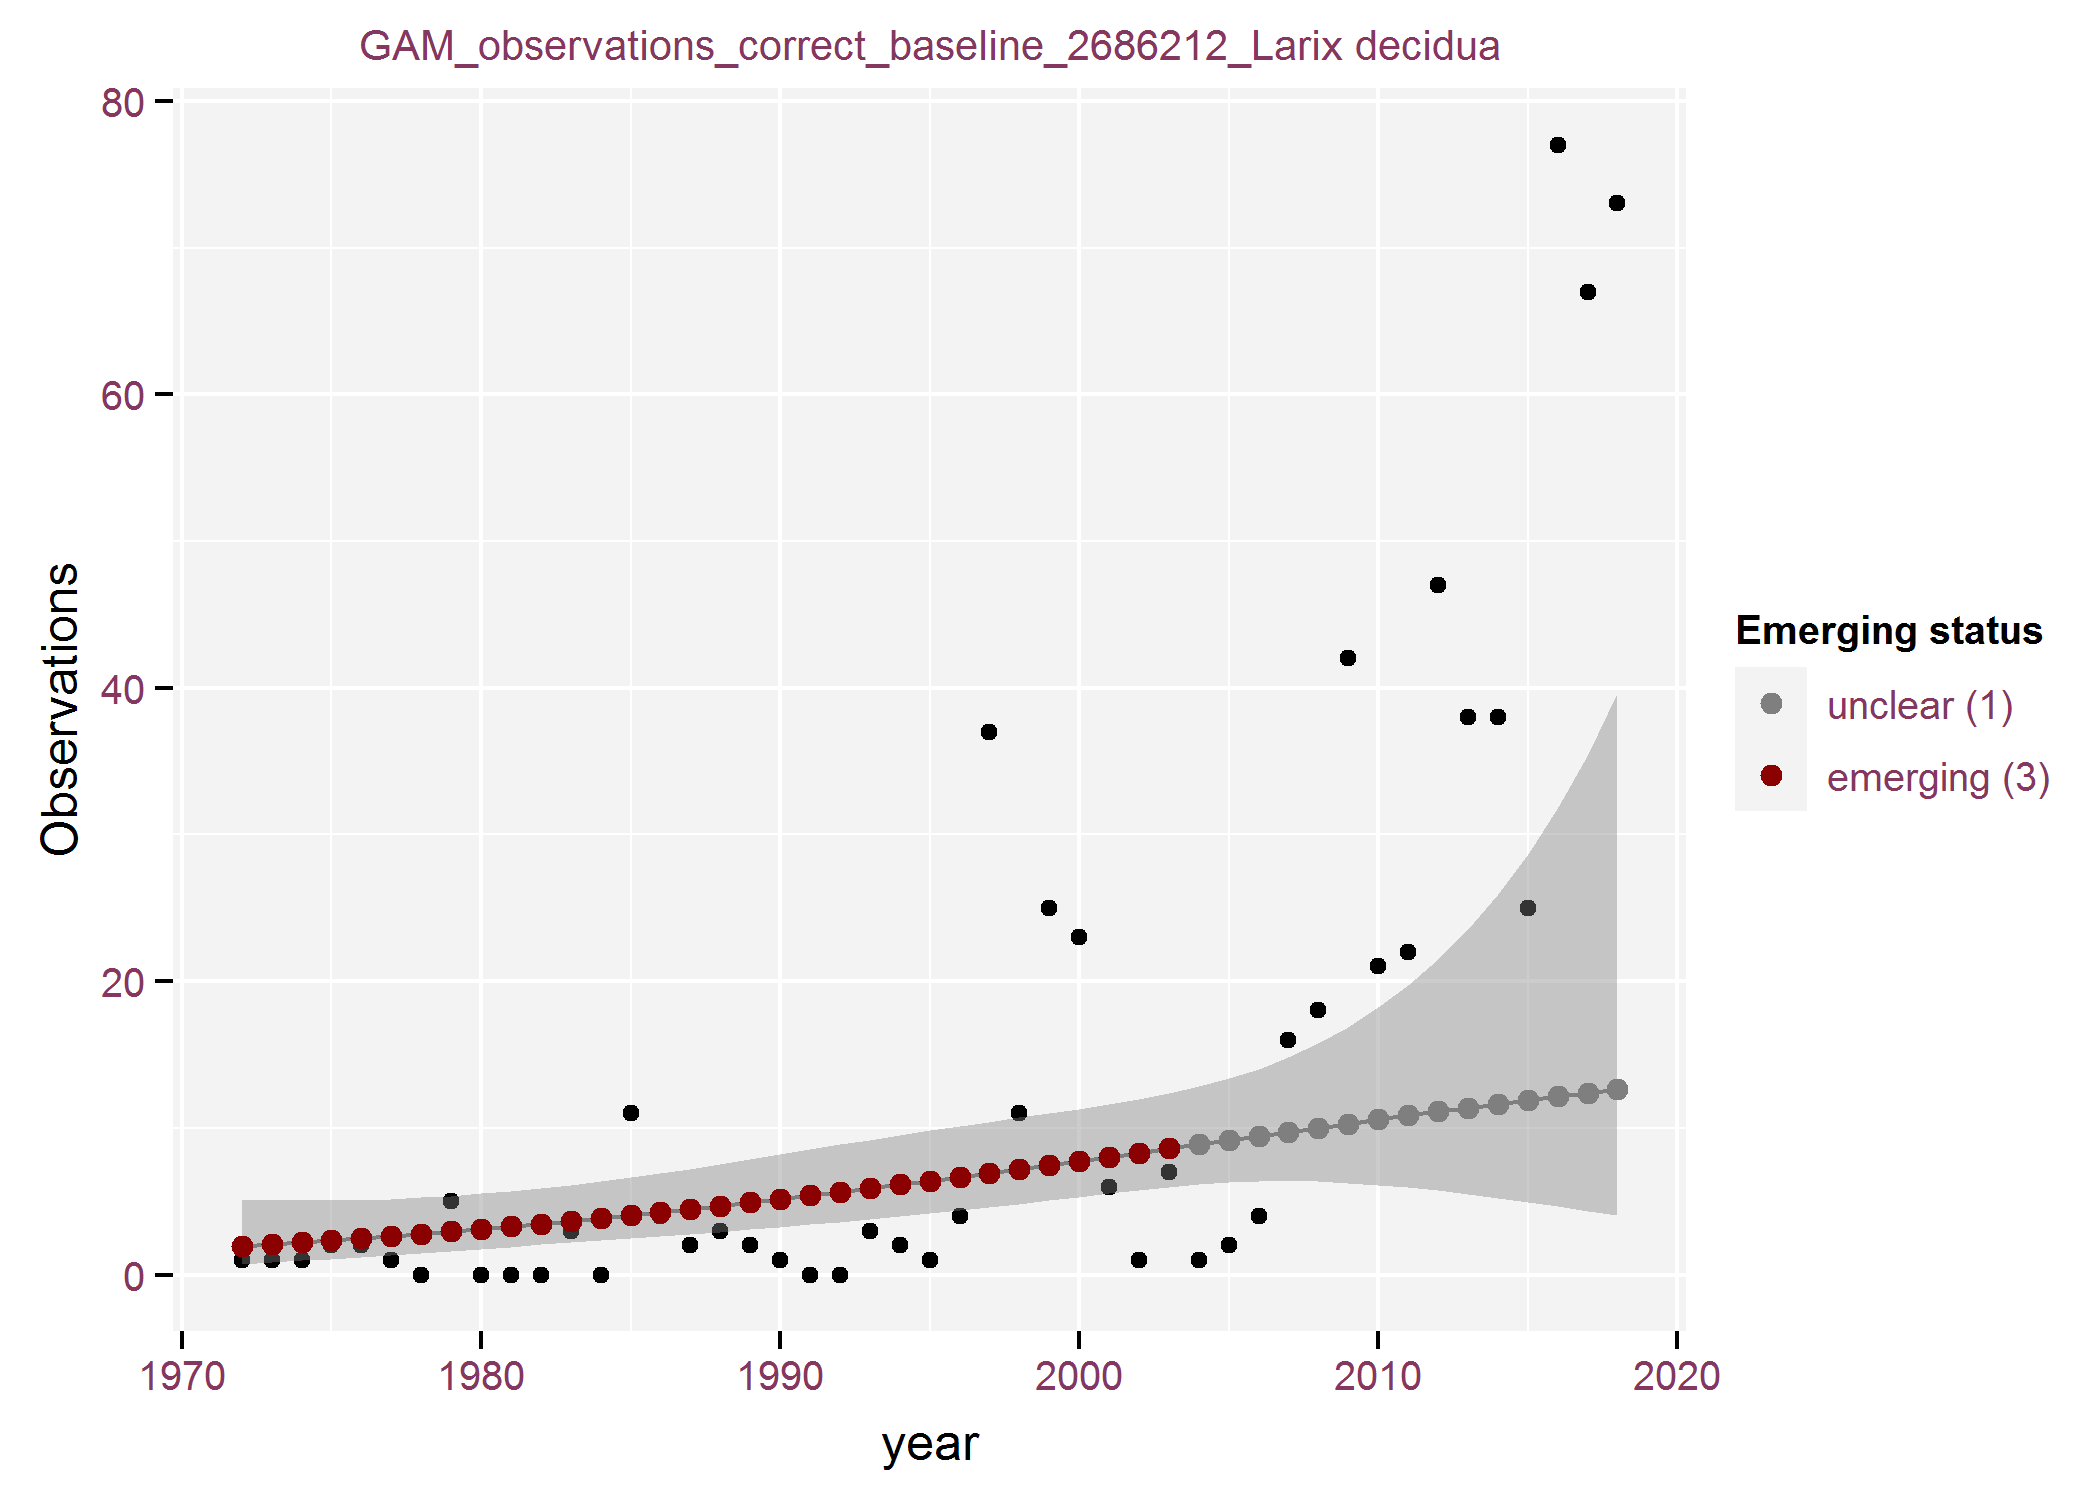 GAM_observations_correct_baseline_2686212_Larix decidua
80
60
40
20
0
Observations
1970 1980 1990 2000 2010 2020
year
Emerging status
unclear (1)
emerging (3)